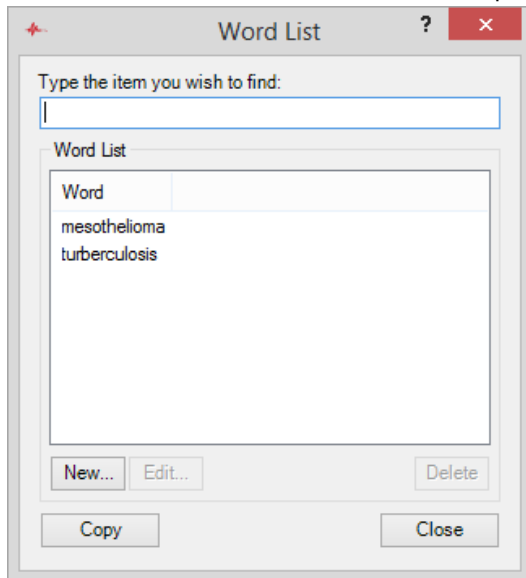 Word List ? ×
Type the item you wish to find:
Word List
Word
mesothelioma
turberculosis
New... Edit... Delete
Copy Close